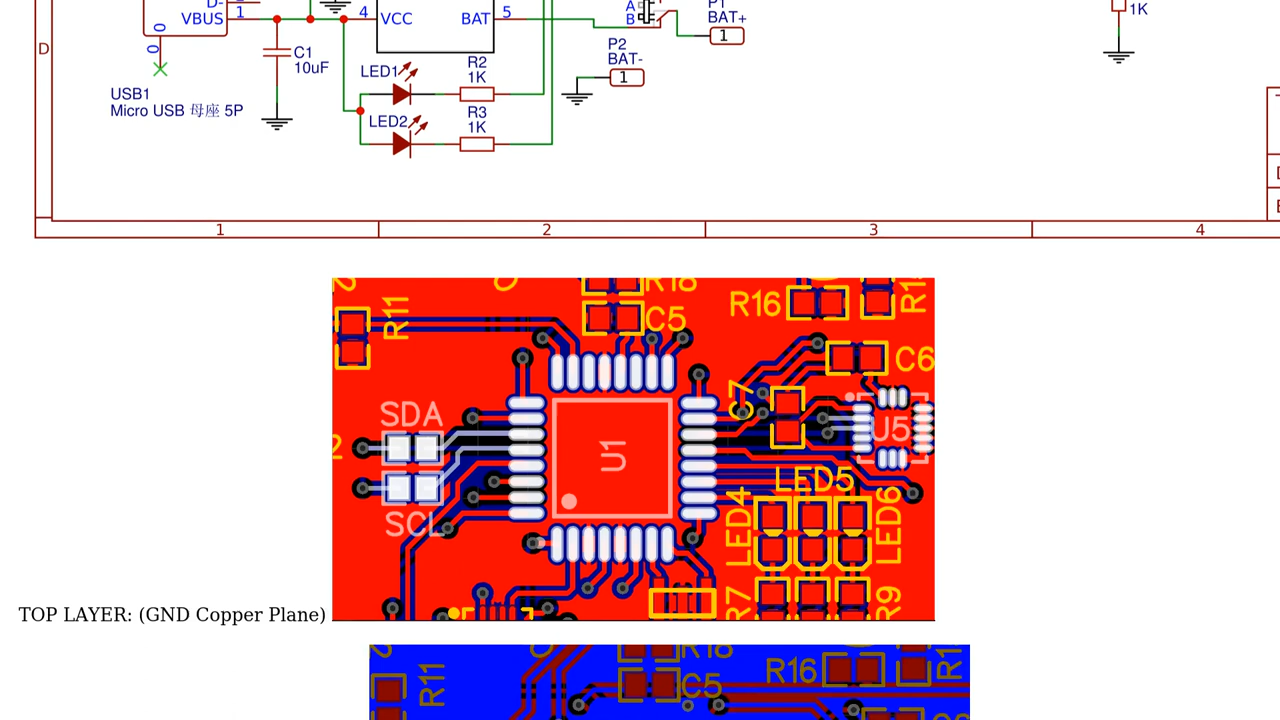 D-
VBUS
1
0
0
D
USB1
Micro USB 母座 5P
C1
10uF
4
VCC
BAT
5
LED1
R2
1K
LED2
R3
1K
A
B
P1
BAT+
1
P2
BAT-
1
1K
1
2
3
4
R11
R18
C5
R16
C6
C7
SDA
SCL
U1
U5
LED4
LED5
LED6
R7
R9
TOP LAYER: (GND Copper Plane)
R11
R18
C5
R16